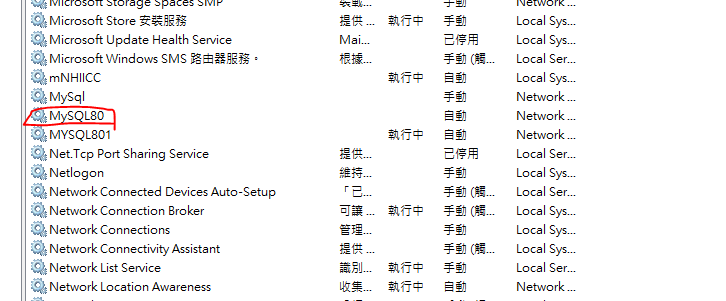 Microsoft Storage Spaces SMP 裝載... 手動 Network ...
Microsoft Store 安裝服務 提供 ... 執行中 手動 Local Sys...
Microsoft Update Health Service Mai... 已停用 Local Sys...
Microsoft Windows SMS 路由器服務。 根據... 手動 (觸... Local Sys...
mNHIICC 執行中 自動 Local Sys...
MySql 手動 Network ...
MySQL80 自動 Network ...
MYSQL801 執行中 自動 Network ...
Net.Tcp Port Sharing Service 提供... 已停用 Local Ser...
Netlogon 維持... 手動 Local Sys...
Network Connected Devices Auto-Setup 「已... 手動 (觸... Local Ser...
Network Connection Broker 可讓 ... 執行中 手動 (觸... Local Sys...
Network Connections 管理... 手動 Local Sys...
Network Connectivity Assistant 提供 ... 手動 (觸... Local Sys...
Network List Service 識別... 執行中 手動 Local Ser...
Network Location Awareness 收集... 執行中 自動 Network ...